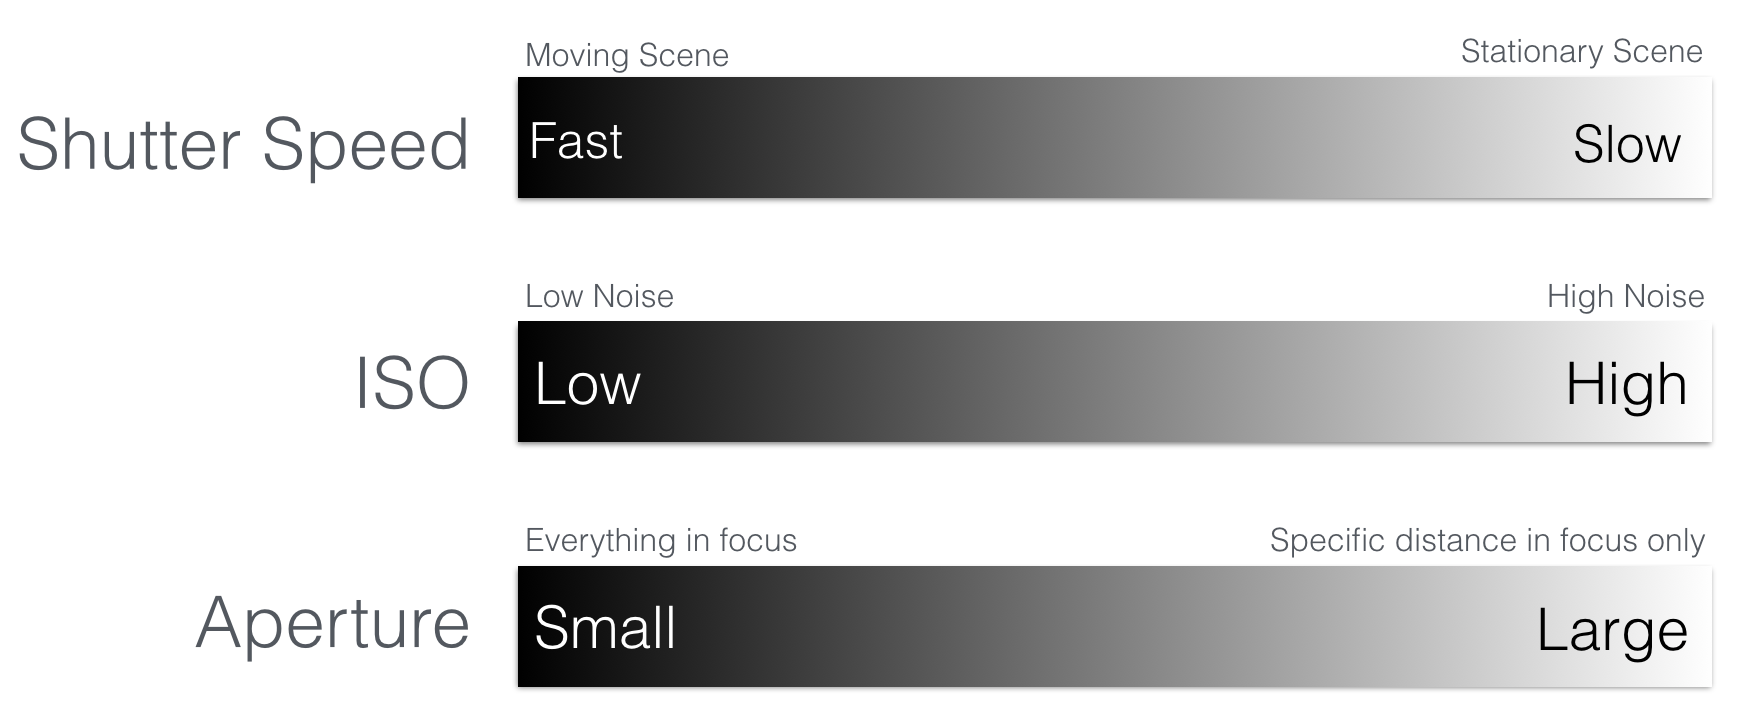 Moving Scene
Stationary Scene
Shutter Speed
Fast
Slow
Low Noise
High Noise
ISO
Low
High
Everything in focus
Specific distance in focus only
Aperture
Small
Large